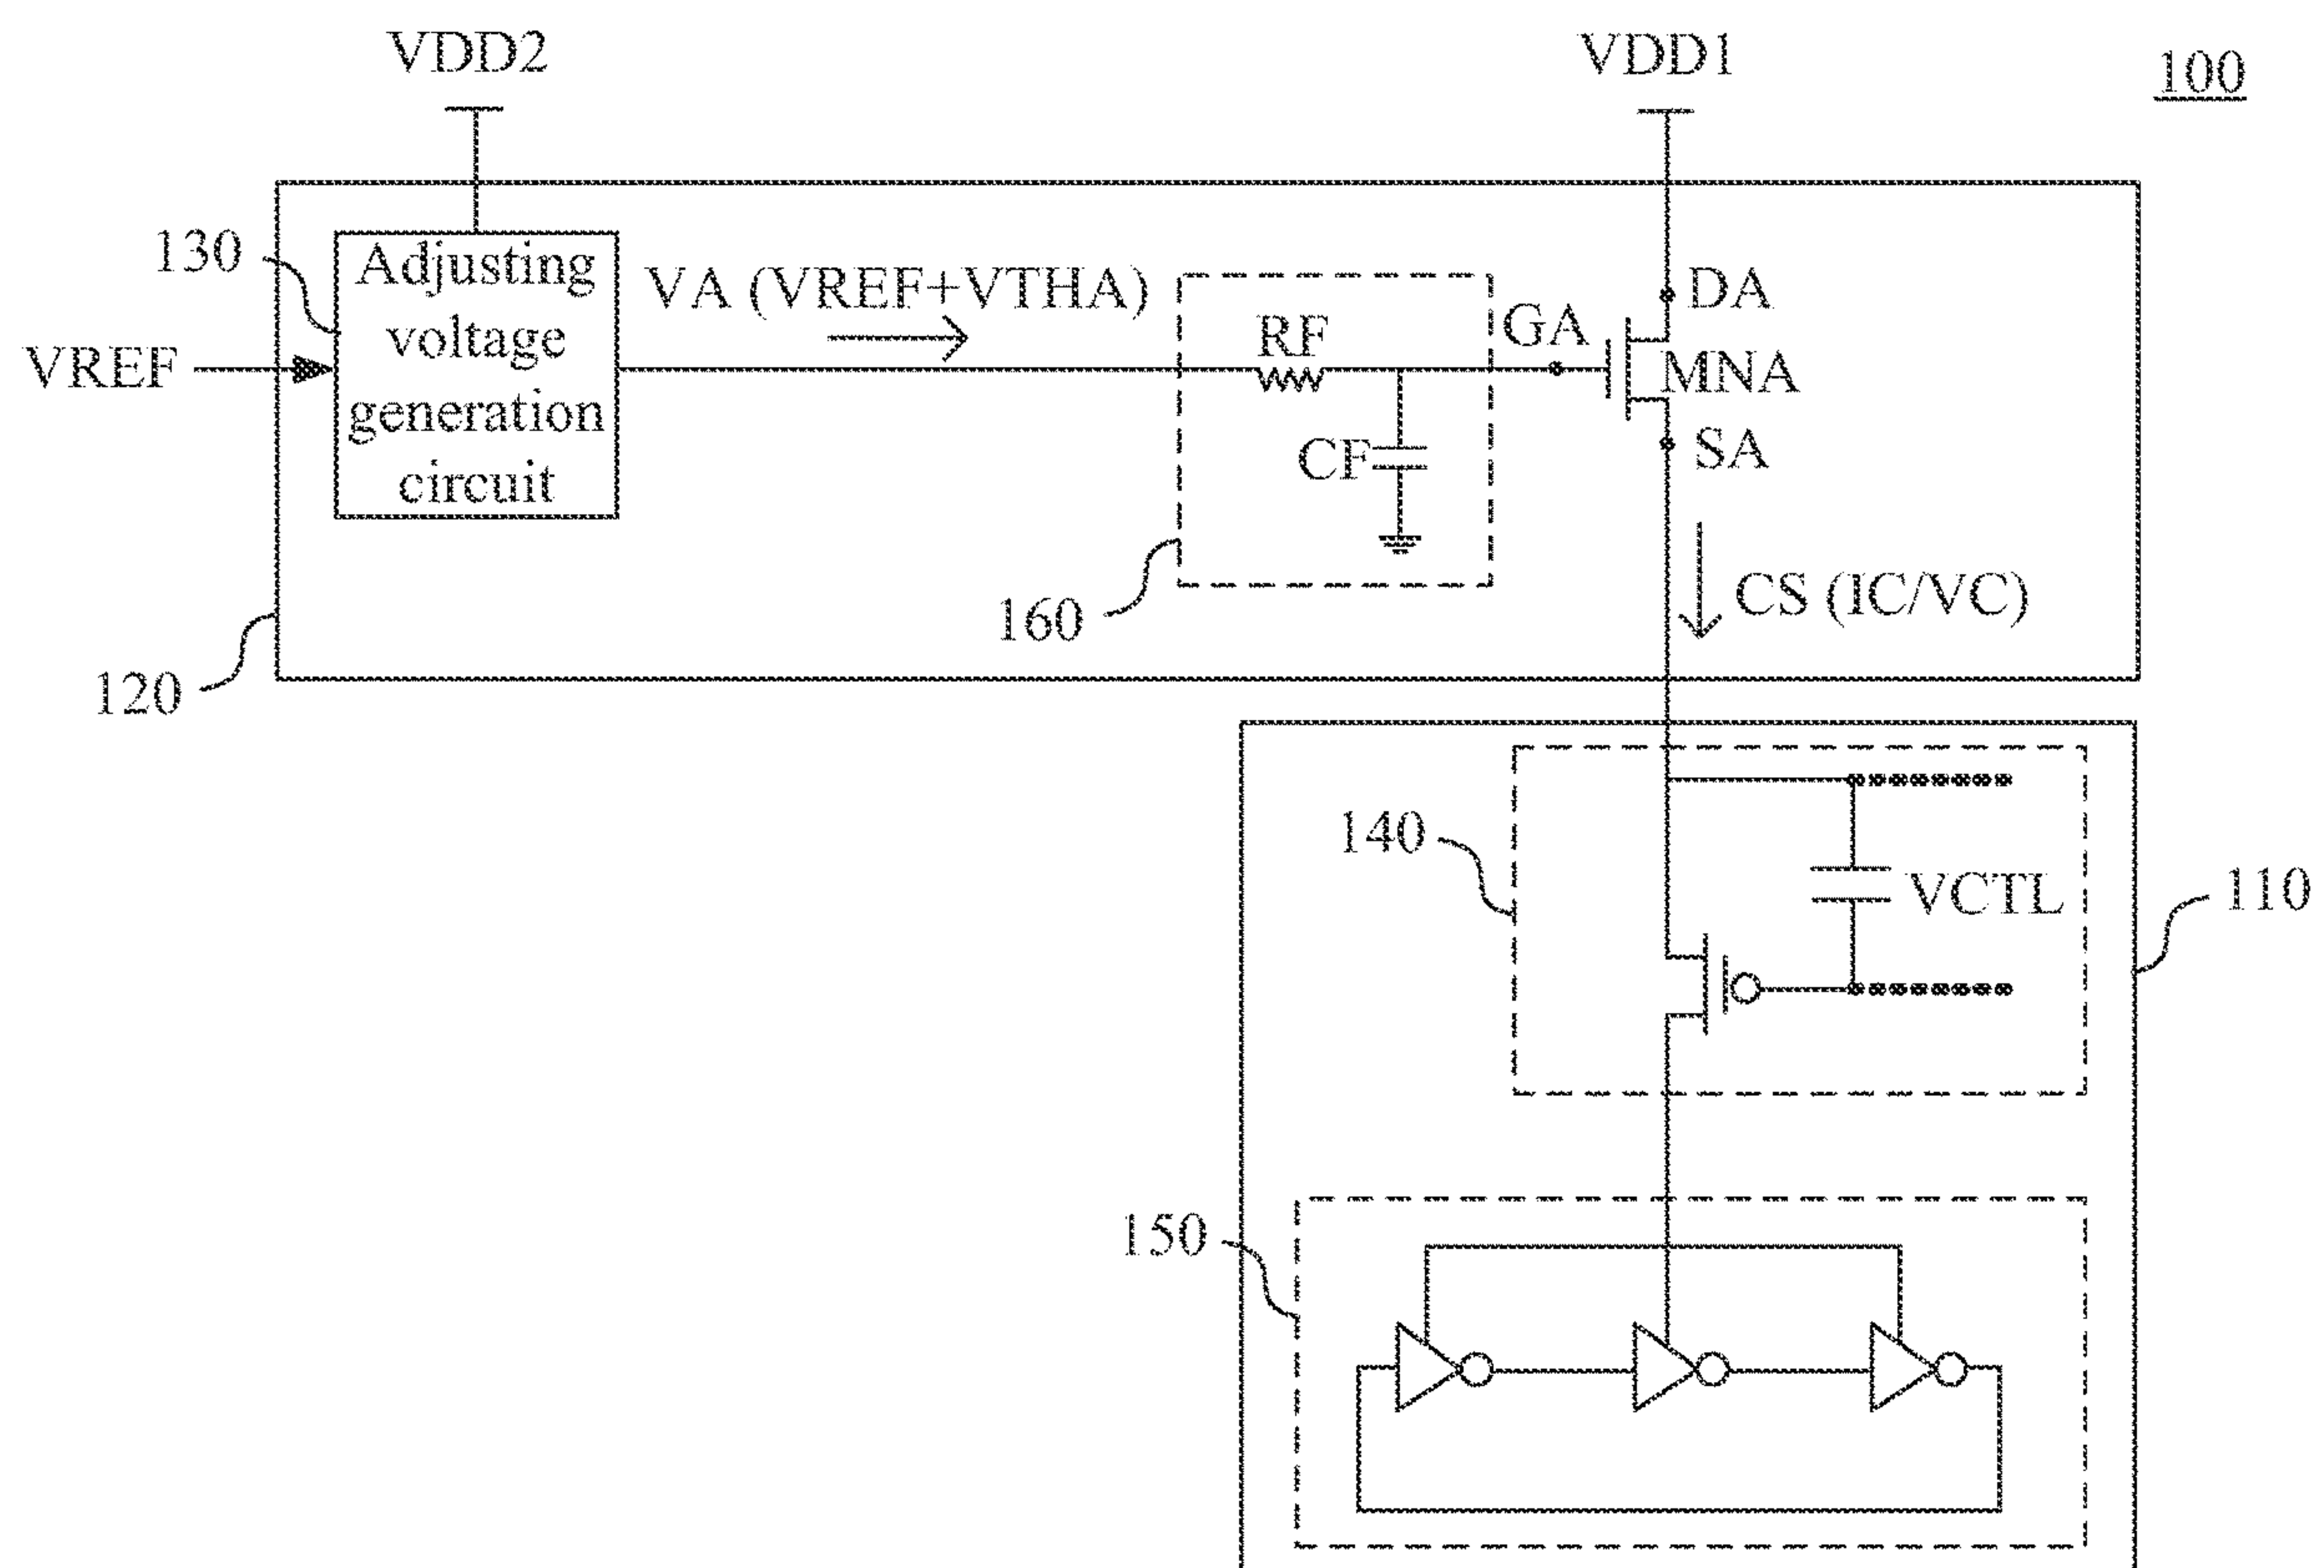 VDD2
VDD1
100
130
Adjusting
voltage
generation
circuit
VREF
VA (VREF+VTHA)
RF
CF
GA
DA
MNA
SA
160
CS (IC/VC)
120
140
VCTL
110
150